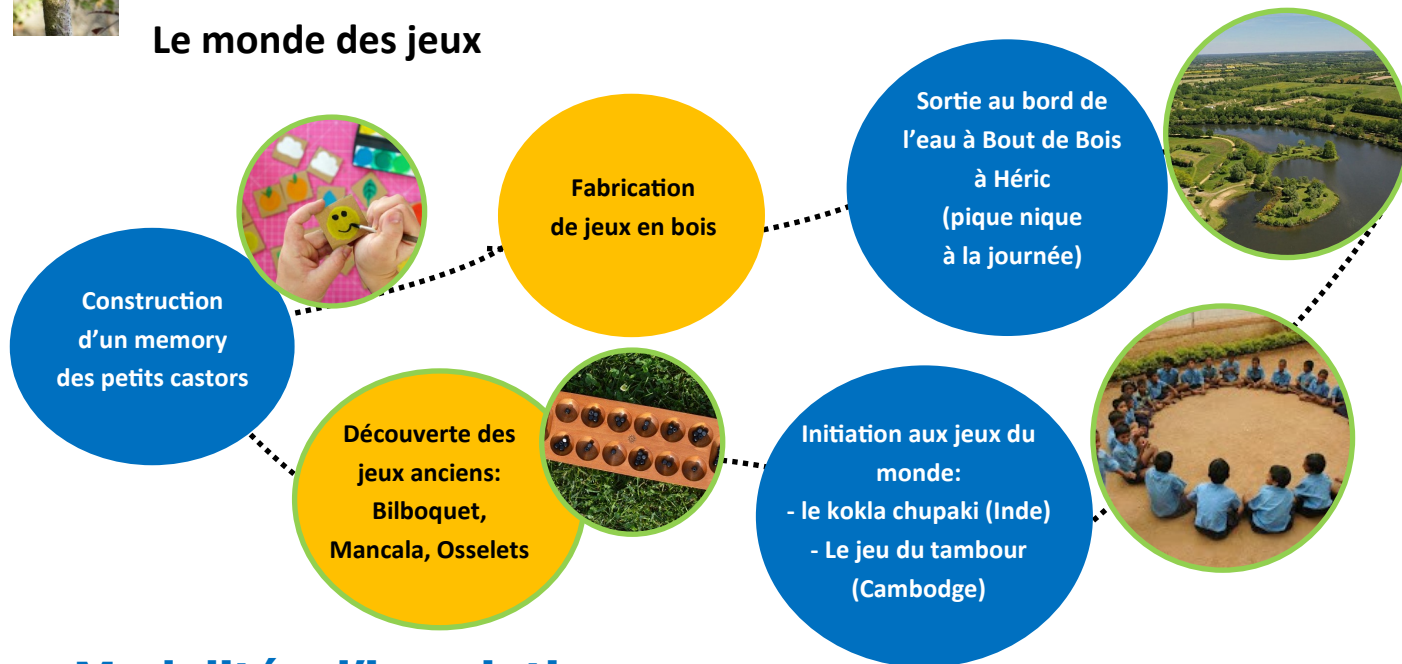 Le monde des jeux
Construction
d'un memory
des petits castors
Fabrication
de jeux en bois
Sortie au bord de
l'eau à Bout de Bois
à Héric
(pique nique
à la journée)
Découverte des
jeux anciens:
Bilboquet,
Mancala, Osselets
Initiation aux jeux du
monde:
- le kokla chupaki (Inde)
- Le jeu du tambour
(Cambodge)